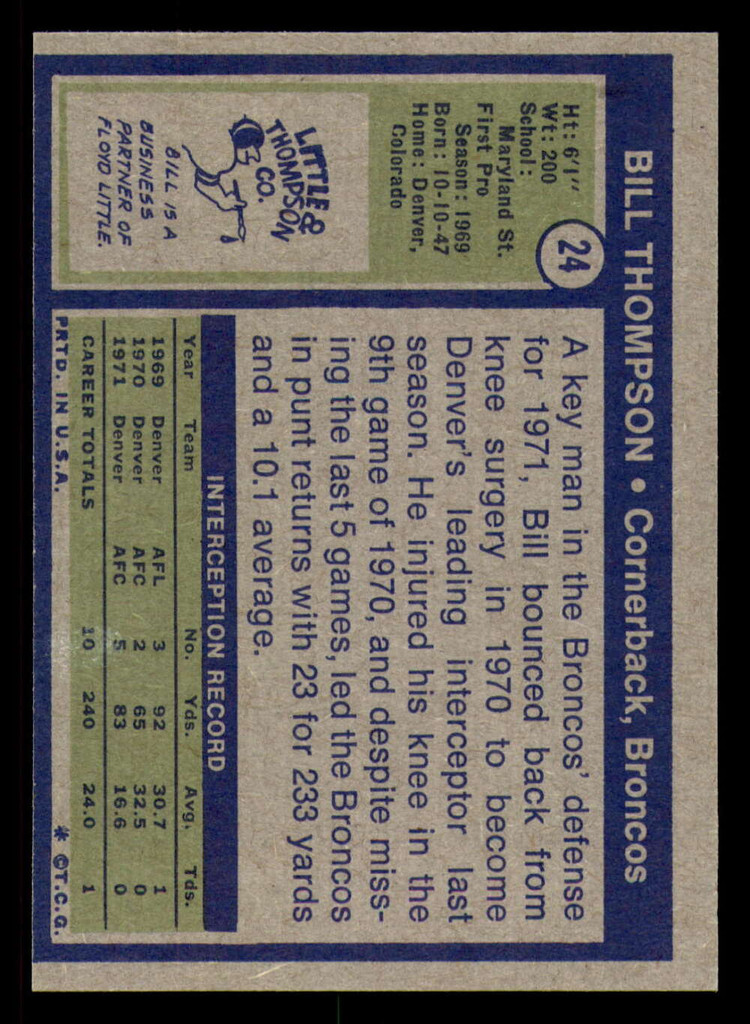 BILL THOMPSON • Cornerback, Broncos
24
Ht: 6'1"
Wt: 200
School:
Maryland St.
First Pro
Season: 1969
Born: 10-10-47
Home: Denver,
Colorado
LITTLE &
THOMPSON
CO.
BILL IS A
BUSINESS
PARTNER OF
FLOYD LITTLE.
A key man in the Broncos' defense
for 1971, Bill bounced back from
knee surgery in 1970 to become
Denver's leading interceptor last
season. He injured his knee in the
9th game of 1970, and despite miss-
ing the last 5 games, led the Broncos
in punt returns with 23 for 233 yards
and a 10.1 average.
INTERCEPTION RECORD
Year Team No. Yds. Avg. Tds.
1969 Denver AFL 3 92 30.7 1
1970 Denver AFC 2 65 32.5 0
1971 Denver AFC 5 83 16.6 0
CAREER TOTALS 10 240 24.0 1
PRTD. IN U.S.A. * ©T.C.G.